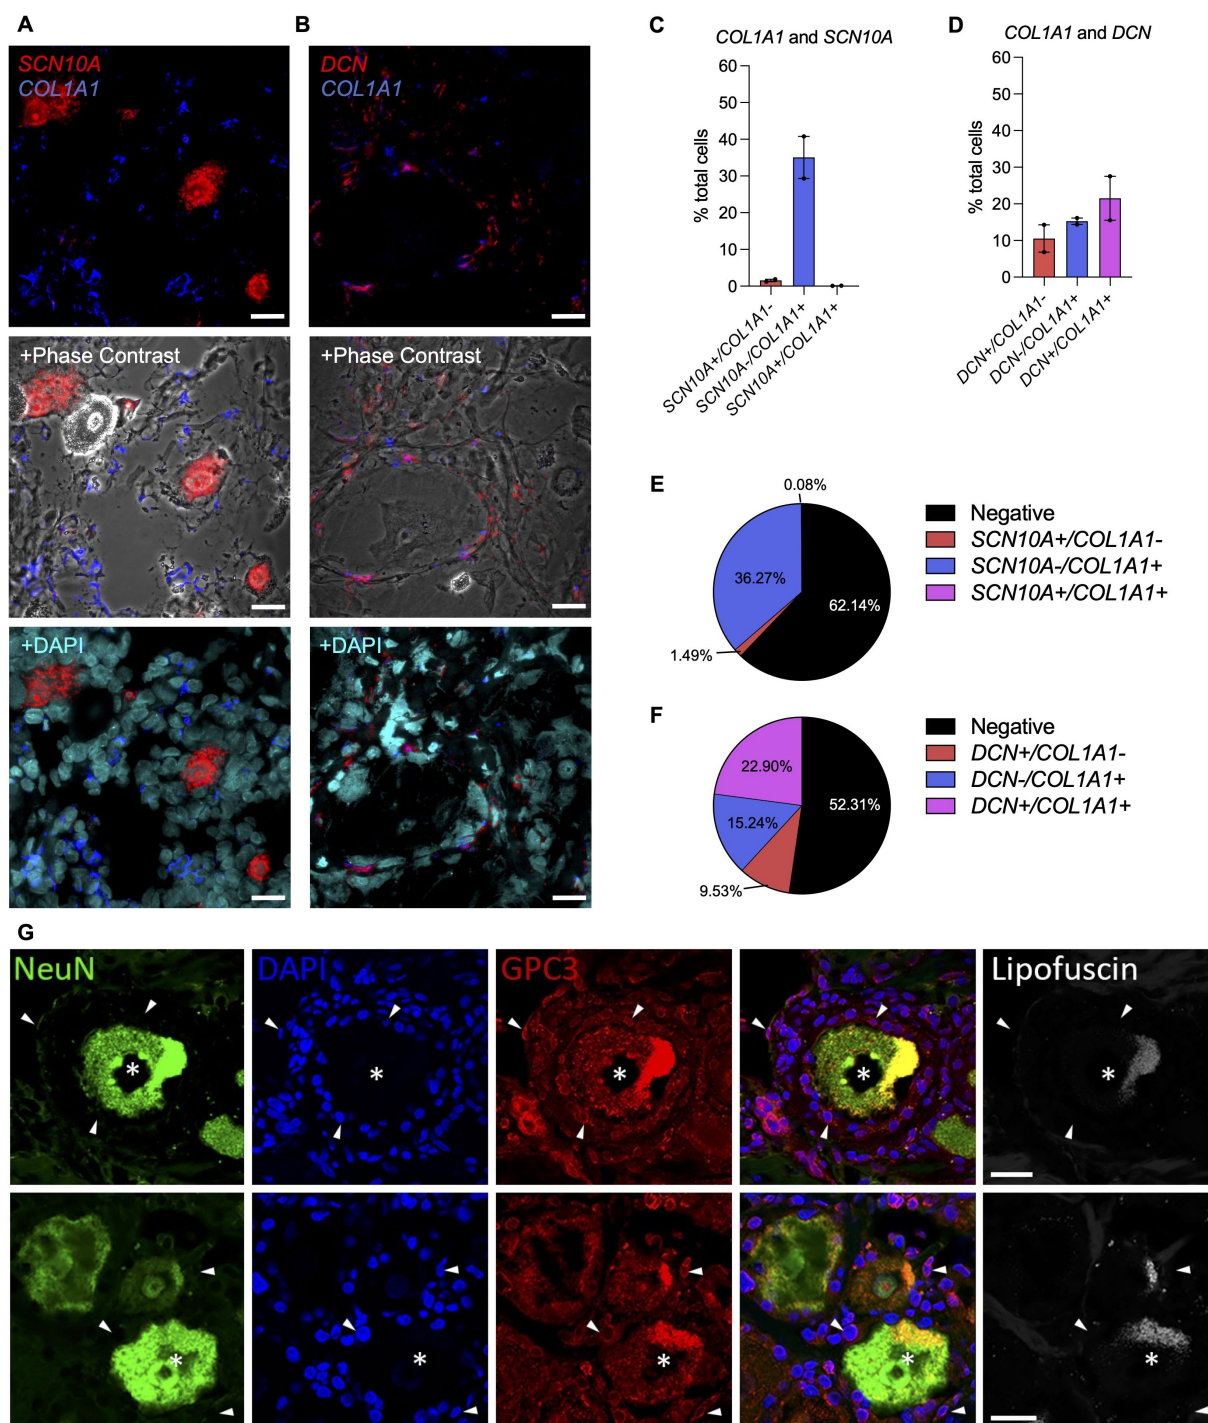 A
SCN10A
COL1A1
+Phase Contrast
+DAPI
B
DCN
COL1A1
+Phase Contrast
+DAPI
C
COL1A1 and SCN10A
% total cells
60
50
40
30
20
10
0
SCN10A+/COL1A1-
SCN10A-/COL1A1+
SCN10A+/COL1A1+
D
COL1A1 and DCN
% total cells
60
50
40
30
20
10
0
DCN+/COL1A1-
DCN-/COL1A1+
DCN+/COL1A1+
E
0.08%
36.27%
62.14%
1.49%
Negative
SCN10A+/COL1A1-
SCN10A-/COL1A1+
SCN10A+/COL1A1+
F
22.90%
52.31%
15.24%
9.53%
Negative
DCN+/COL1A1-
DCN-/COL1A1+
DCN+/COL1A1+
G
NeuN
DAPI
GPC3
Lipofuscin
*
*
*
*
*
*
*
*
*
*